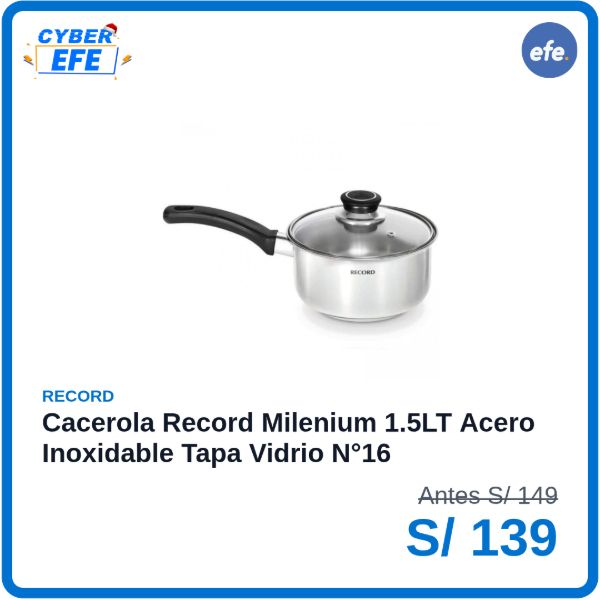 CYBER
EFE
efe.
RECORD
RECORD
Cacerola Record Milenium 1.5LT Acero
Inoxidable Tapa Vidrio N°16
Antes S/ 149
S/ 139